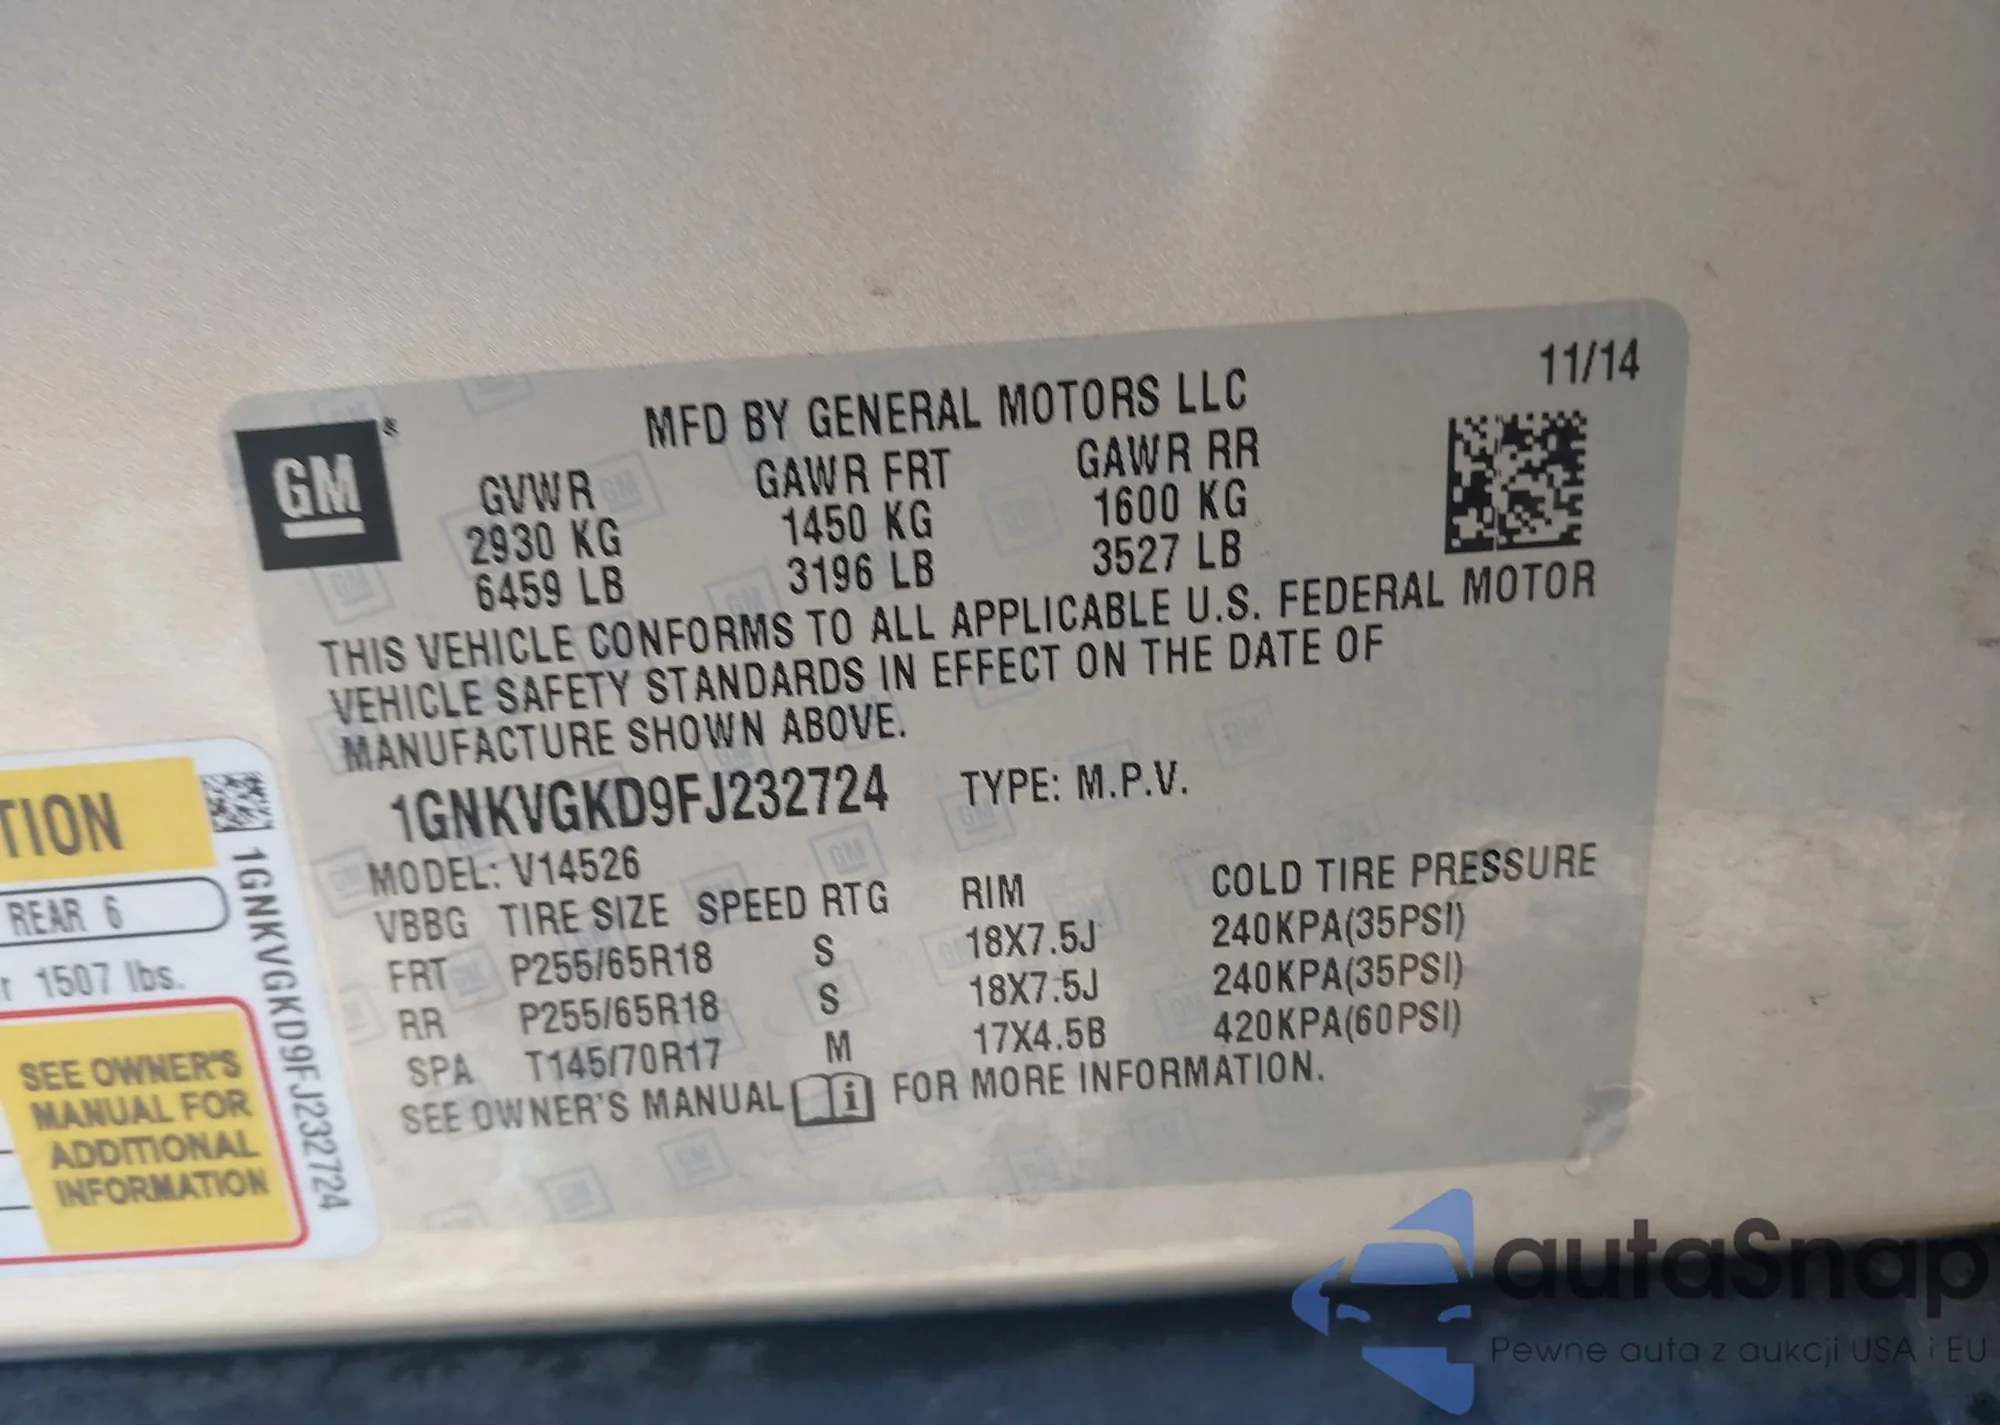 11/14
MFD BY GENERAL MOTORS LLC
GM
®
GVWR GAWR FRT GAWR RR
2930 KG 1450 KG 1600 KG
6459 LB 3196 LB 3527 LB
THIS VEHICLE CONFORMS TO ALL APPLICABLE U.S. FEDERAL MOTOR
VEHICLE SAFETY STANDARDS IN EFFECT ON THE DATE OF
MANUFACTURE SHOWN ABOVE.
1GNKVGKD9FJ232724 TYPE: M.P.V.
MODEL: V14526
VBBG TIRE SIZE SPEED RTG RIM COLD TIRE PRESSURE
FRT P255/65R18 S 18X7.5J 240KPA(35PSI)
RR P255/65R18 S 18X7.5J 240KPA(35PSI)
SPA T145/70R17 M 17X4.5B 420KPA(60PSI)
SEE OWNER'S MANUAL i FOR MORE INFORMATION.
TION
REAR 6
r 1507 lbs.
SEE OWNER'S
MANUAL FOR
ADDITIONAL
INFORMATION
1GNKVGKD9FJ232724
autaSnap
Pewne auta z aukcji USA i EU